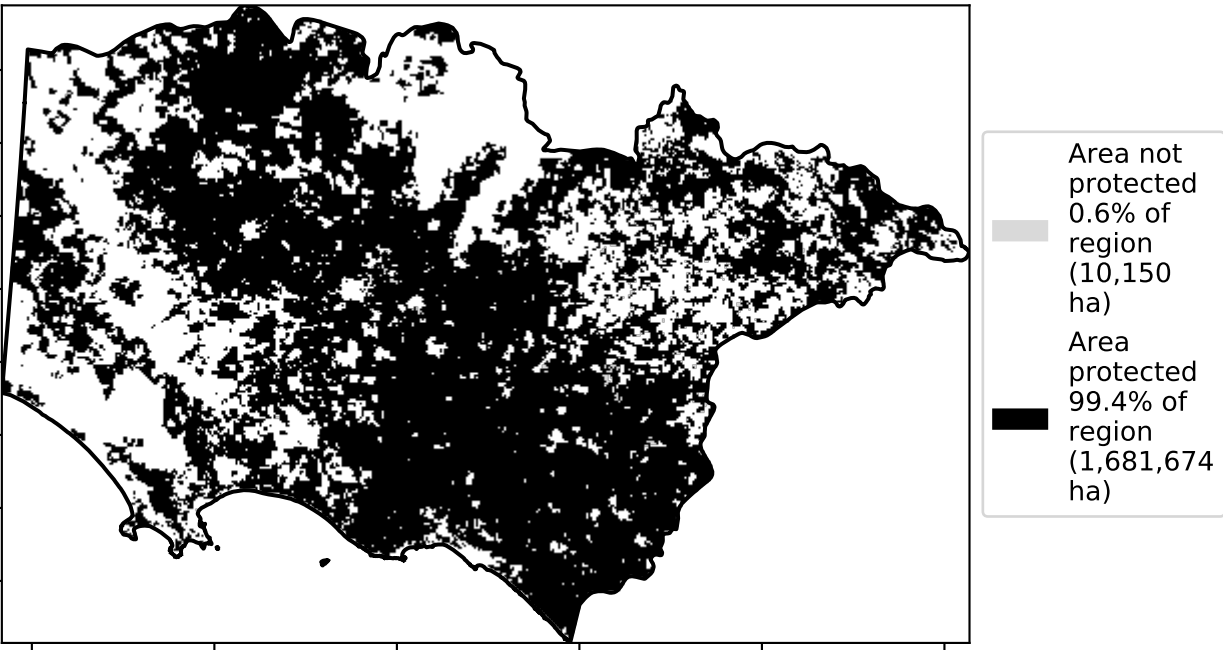 Area not
protected
0.6% of
region
(10,150
ha)
Area
protected
99.4% of
region
(1,681,674
ha)